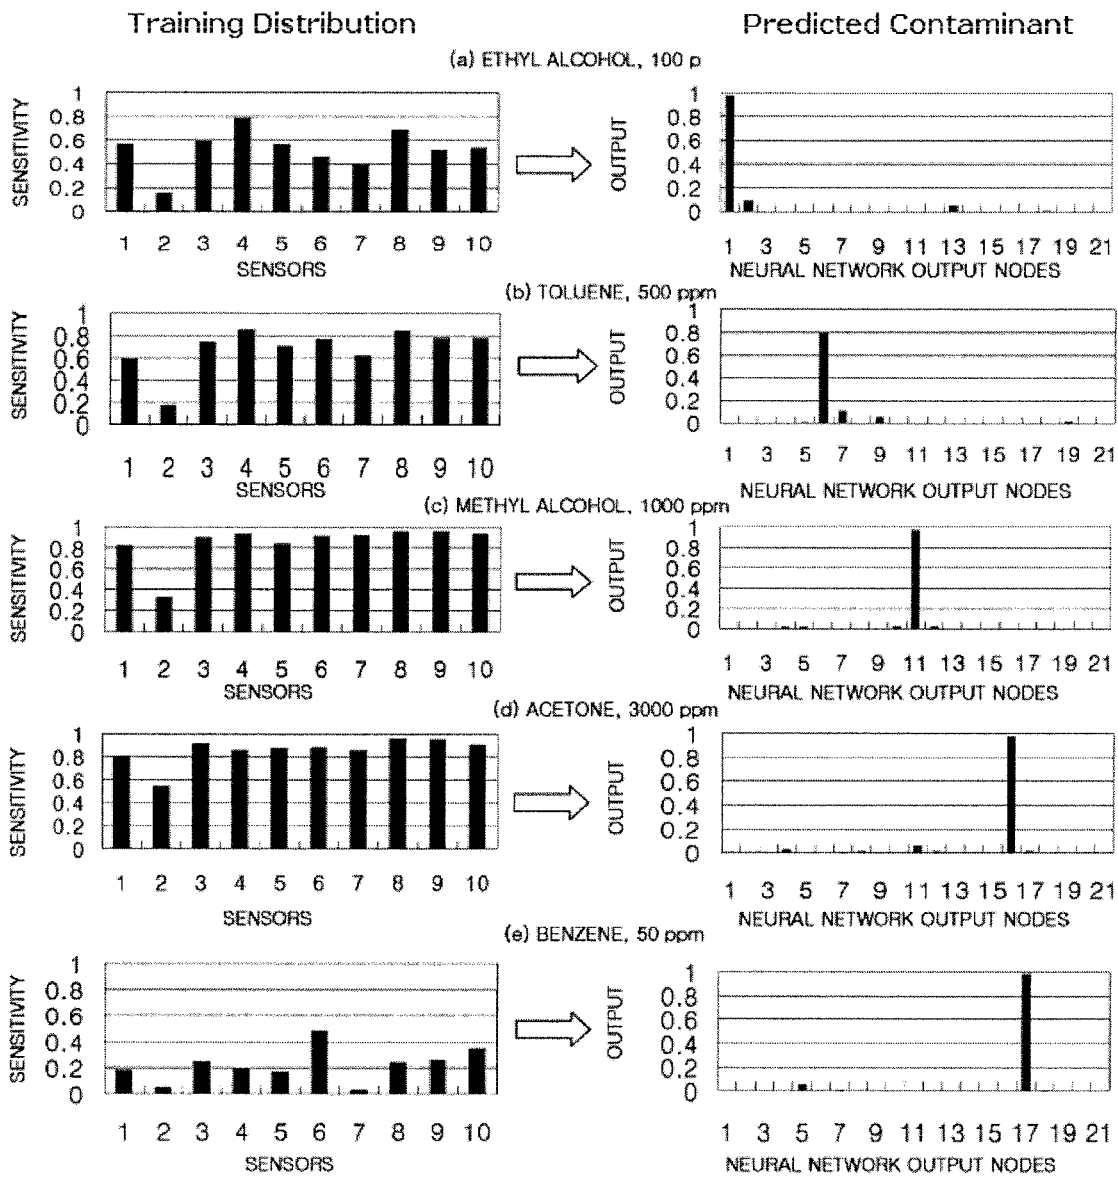 Training Distribution
Predicted Contaminant
(a) ETHYL ALCOHOL, 100 p
SENSITIVITY
1
0.8
0.6
0.4
0.2
0
1 2 3 4 5 6 7 8 9 10
SENSORS
OUTPUT
1
0.8
0.6
0.4
0.2
0
1 3 5 7 9 11 13 15 17 19 21
NEURAL NETWORK OUTPUT NODES
(b) TOLUENE, 500 ppm
SENSITIVITY
1
0.8
0.6
0.4
0.2
0
1 2 3 4 5 6 7 8 9 10
SENSORS
OUTPUT
1
0.8
0.6
0.4
0.2
0
1 3 5 7 9 11 13 15 17 19 21
NEURAL NETWORK OUTPUT NODES
(c) METHYL ALCOHOL, 1000 ppm
SENSITIVITY
1
0.8
0.6
0.4
0.2
0
1 2 3 4 5 6 7 8 9 10
SENSORS
OUTPUT
1
0.8
0.6
0.4
0.2
0
1 3 5 7 9 11 13 15 17 19 21
NEURAL NETWORK OUTPUT NODES
(d) ACETONE, 3000 ppm
SENSITIVITY
1
0.8
0.6
0.4
0.2
0
1 2 3 4 5 6 7 8 9 10
SENSORS
OUTPUT
1
0.8
0.6
0.4
0.2
0
1 3 5 7 9 11 13 15 17 19 21
NEURAL NETWORK OUTPUT NODES
(e) BENZENE, 50 ppm
SENSITIVITY
1
0.8
0.6
0.4
0.2
0
1 2 3 4 5 6 7 8 9 10
SENSORS
OUTPUT
1
0.8
0.6
0.4
0.2
0
1 3 5 7 9 11 13 15 17 19 21
NEURAL NETWORK OUTPUT NODES